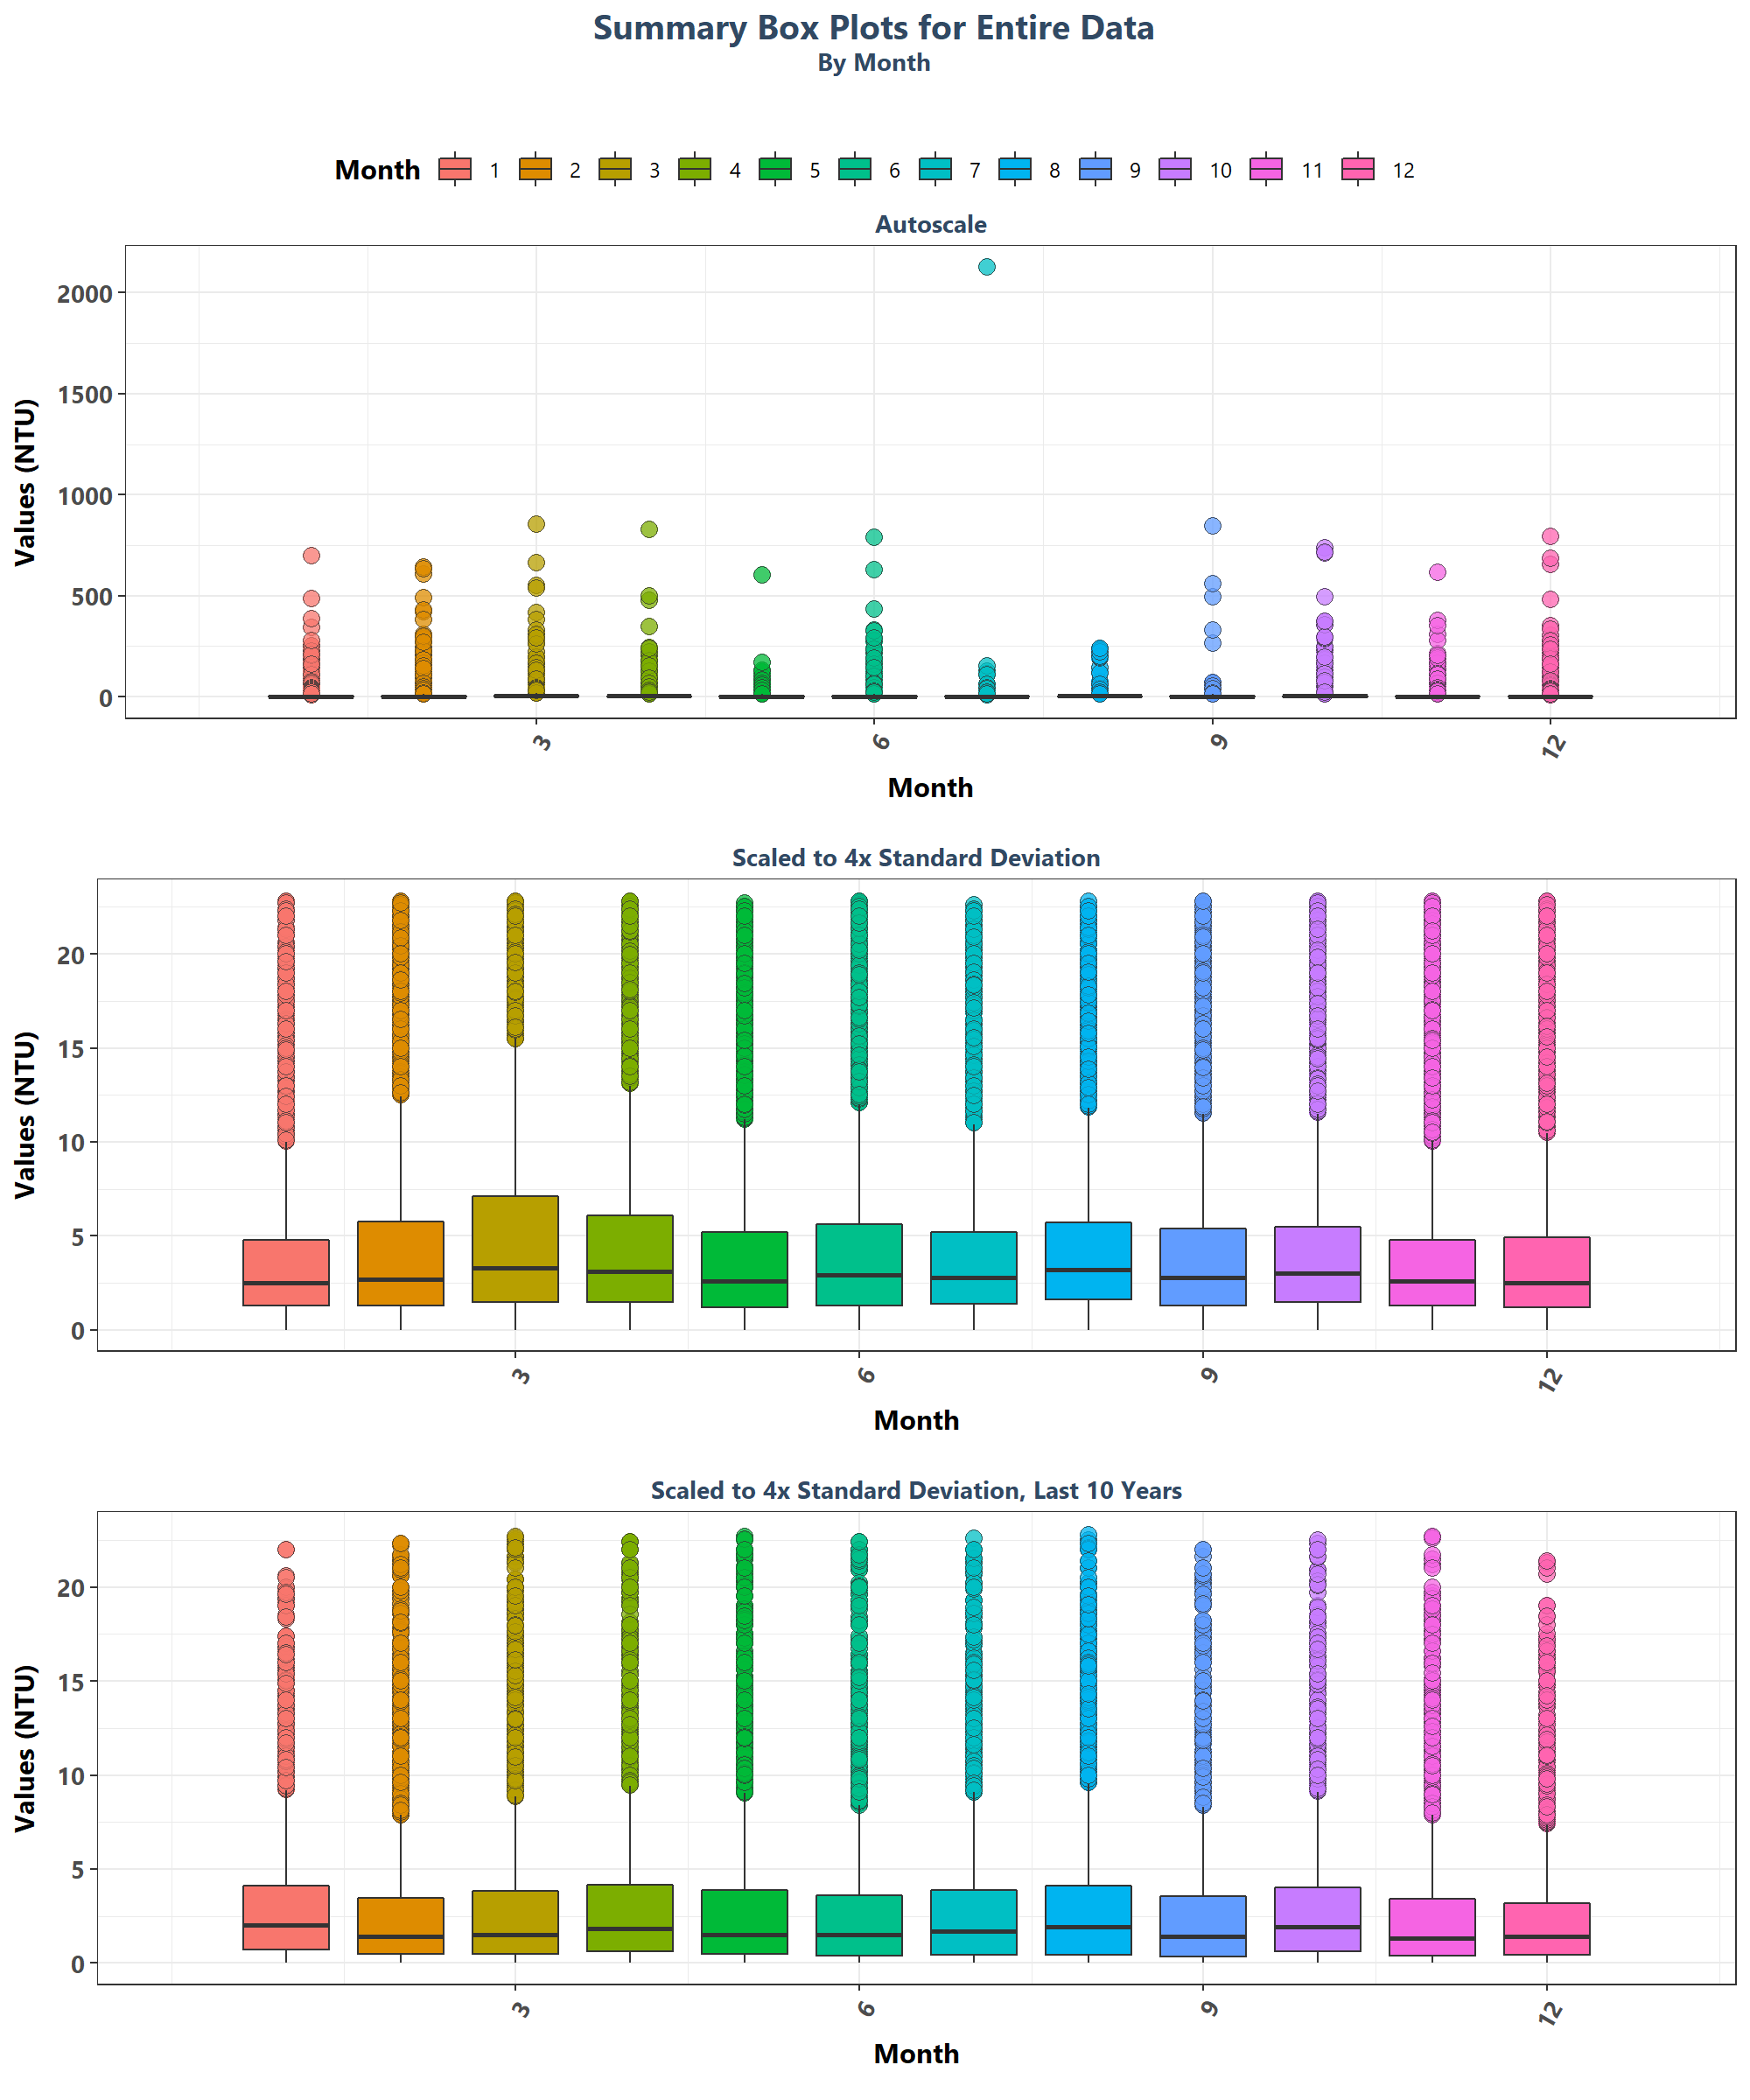 Summary Box Plots for Entire Data
By Month
Month 1 2 3 4 5 6 7 8 9 10 11 12
Autoscale
Values (NTU)
2000
1500
1000
500
0
3 6 9 12
Month
Scaled to 4x Standard Deviation
Values (NTU)
20
15
10
5
0
3 6 9 12
Month
Scaled to 4x Standard Deviation, Last 10 Years
Values (NTU)
20
15
10
5
0
3 6 9 12
Month